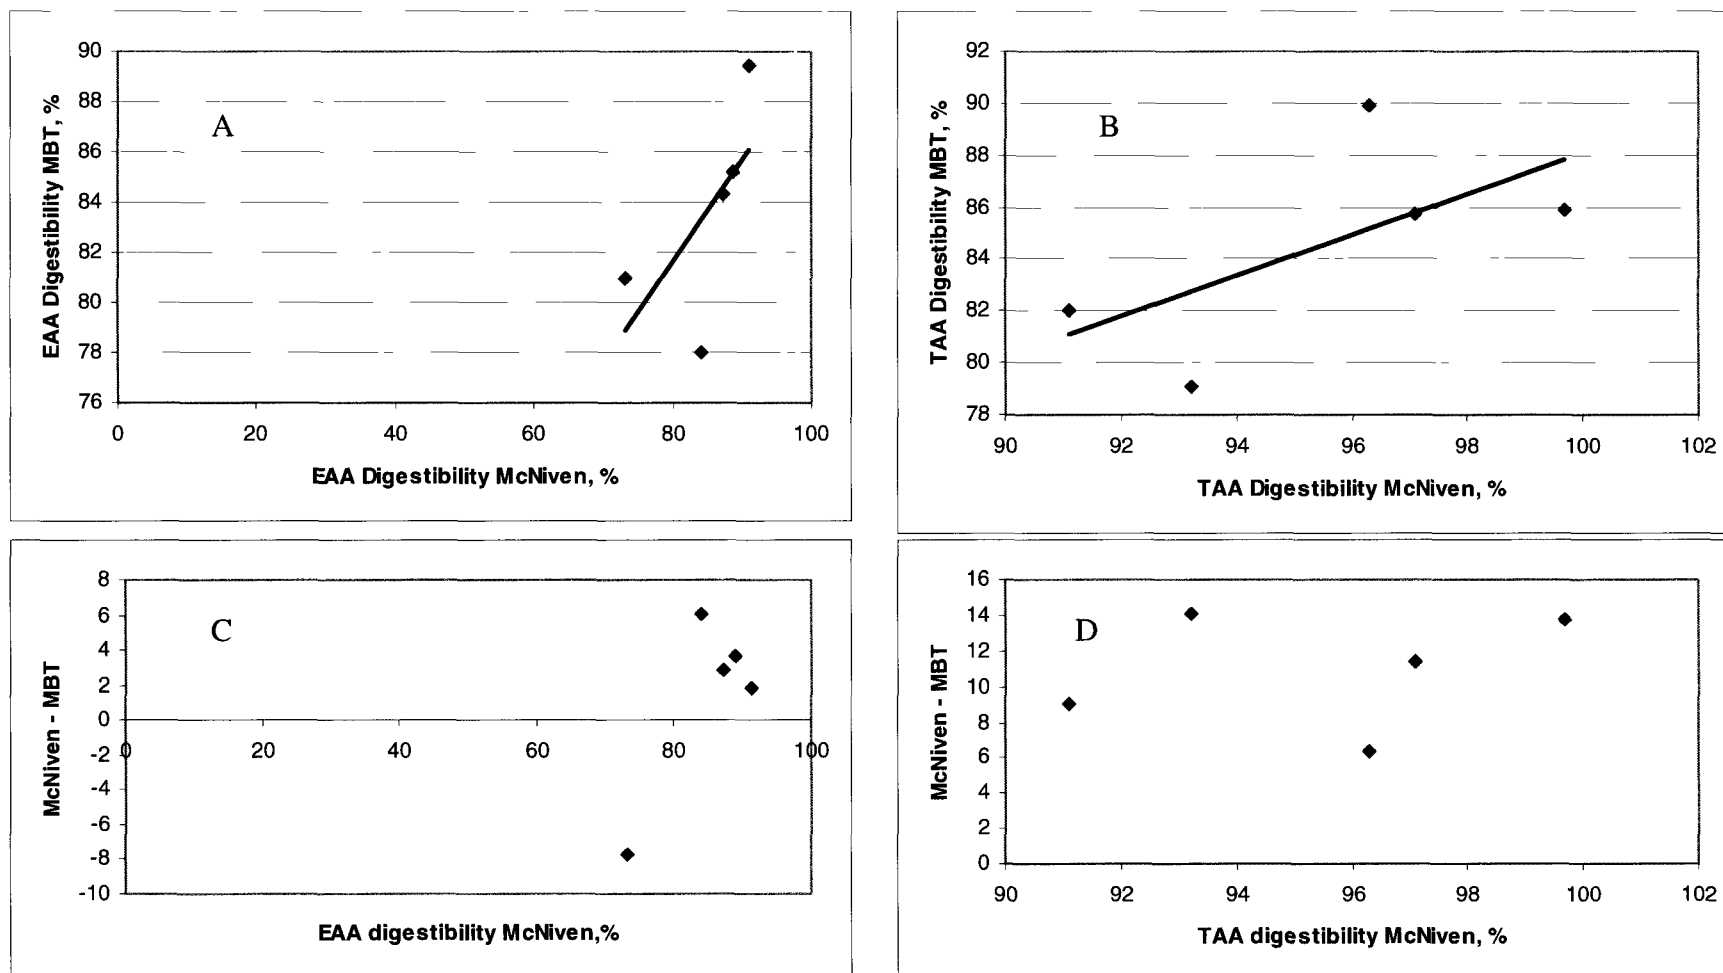 90
88
86
84
82
80
78
76
EAA Digestibility MBT, %
A
0 20 40 60 80 100
EAA Digestibility McNiven, %
92
90
88
86
84
82
80
78
TAA Digestibility MBT, %
B
90 92 94 96 98 100 102
TAA Digestibility McNiven, %
8
6
4
2
0
-2
-4
-6
-8
-10
McNiven - MBT
C
0 20 40 60 80 100
EAA digestibility McNiven,%
16
14
12
10
8
6
4
2
0
McNiven - MBT
D
90 92 94 96 98 100 102
TAA digestibility McNiven, %